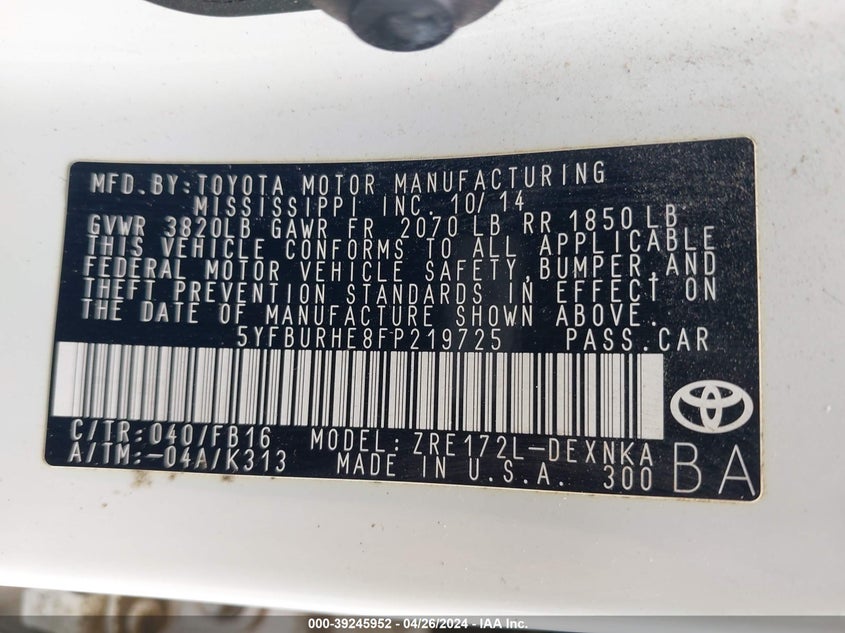 MFD.BY:TOYOTA MOTOR MANUFACTURING
MISSISSIPPI INC. 10/14
GVWR 3820LB GAWR FR 2070 LB RR 1850 LB
THIS VEHICLE CONFORMS TO ALL APPLICABLE
FEDERAL MOTOR VEHICLE SAFETY,BUMPER,AND
THEFT PREVENTION STANDARDS IN EFFECT ON
THE DATE OF MANUFACTURE SHOWN ABOVE.
5YFBURHE8FP219725 PASS.CAR
C/TR:040/FB16 MODEL:ZRE172L-DEXNKA
A/TM:-04A/K313 MADE IN U.S.A. 300
BA
000-39245952 - 04/26/2024 - IAA Inc.